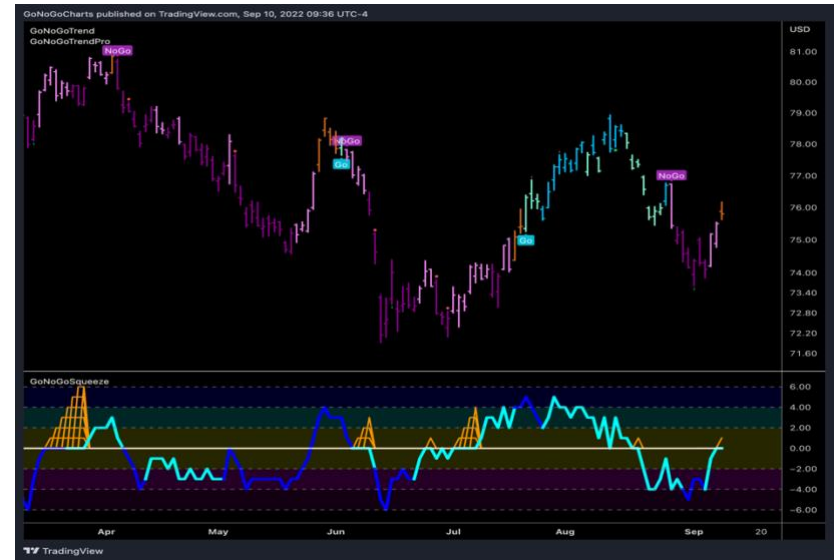 GoNoGoCharts published on TradingView.com, Sep 10, 2022 09:36 UTC-4
GoNoGoTrend
GoNoGoTrendPro
USD
NoGo
81.00
80.00
79.00
NoGo
78.00
Go
NoGo
77.00
76.00
Go
75.00
74.00
73.40
72.80
72.20
71.60
GoNoGoSqueeze
6.00
4.00
2.00
0.00
−2.00
−4.00
−6.00
Apr May Jun Jul Aug Sep 20
TradingView